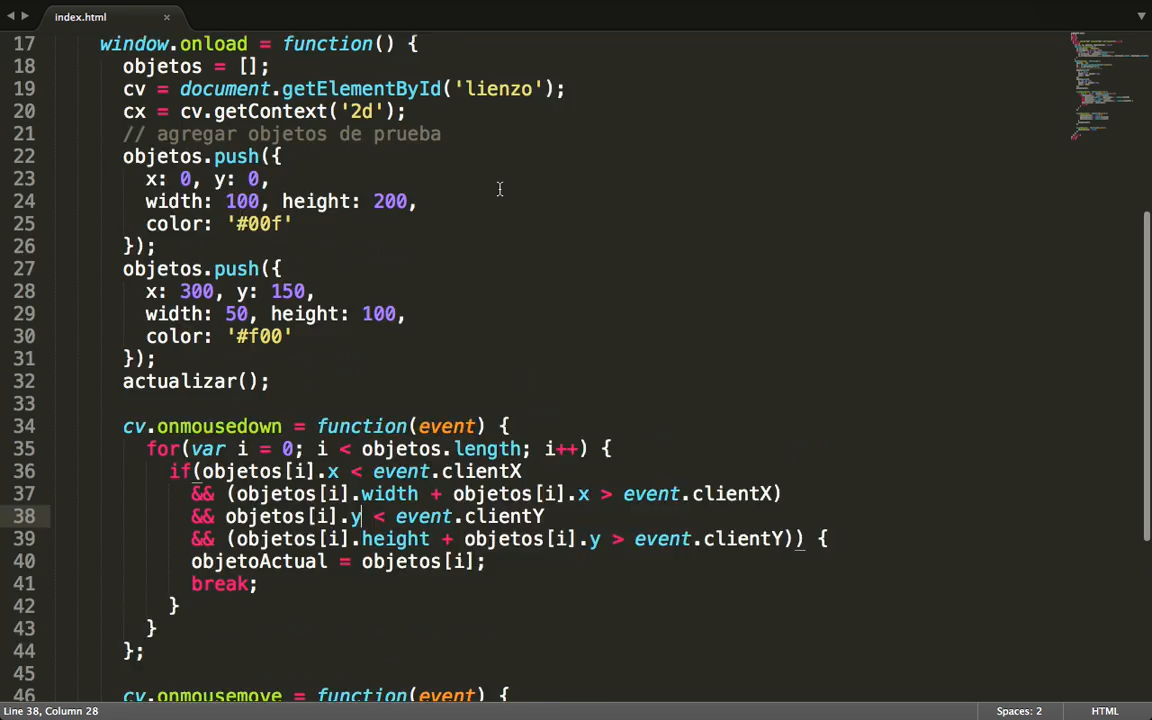 index.html ×
17 window.onload = function() {
18 objetos = [];
19 cv = document.getElementById('lienzo');
20 cx = cv.getContext('2d');
21 // agregar objetos de prueba
22 objetos.push({
23 x: 0, y: 0,
24 width: 100, height: 200,
25 color: '#00f'
26 });
27 objetos.push({
28 x: 300, y: 150,
29 width: 50, height: 100,
30 color: '#f00'
31 });
32 actualizar();
33
34 cv.onmousedown = function(event) {
35 for(var i = 0; i < objetos.length; i++) {
36 if(objetos[i].x < event.clientX
37 && (objetos[i].width + objetos[i].x > event.clientX)
38 && objetos[i].y < event.clientY
39 && (objetos[i].height + objetos[i].y > event.clientY)) {
40 objetoActual = objetos[i];
41 break;
42 }
43 }
44 };
45
46 cv.onmousemove = function(event) {
Line 38, Column 28 Spaces: 2 HTML